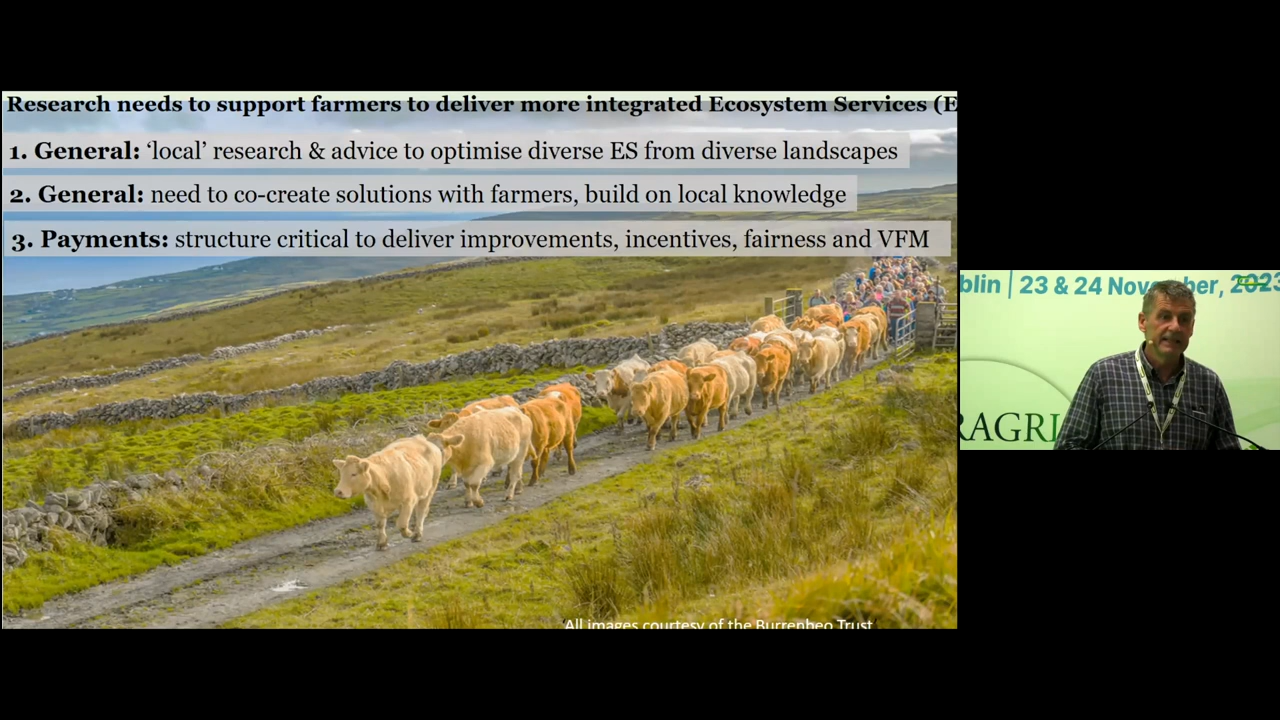 Research needs to support farmers to deliver more integrated Ecosystem Services (E
1. General: ‘local’ research & advice to optimise diverse ES from diverse landscapes
2. General: need to co-create solutions with farmers, build on local knowledge
3. Payments: structure critical to deliver improvements, incentives, fairness and VFM
All images courtesy of the Burrenbeo Trust
blin | 23 & 24 November, 2023
RAGRI